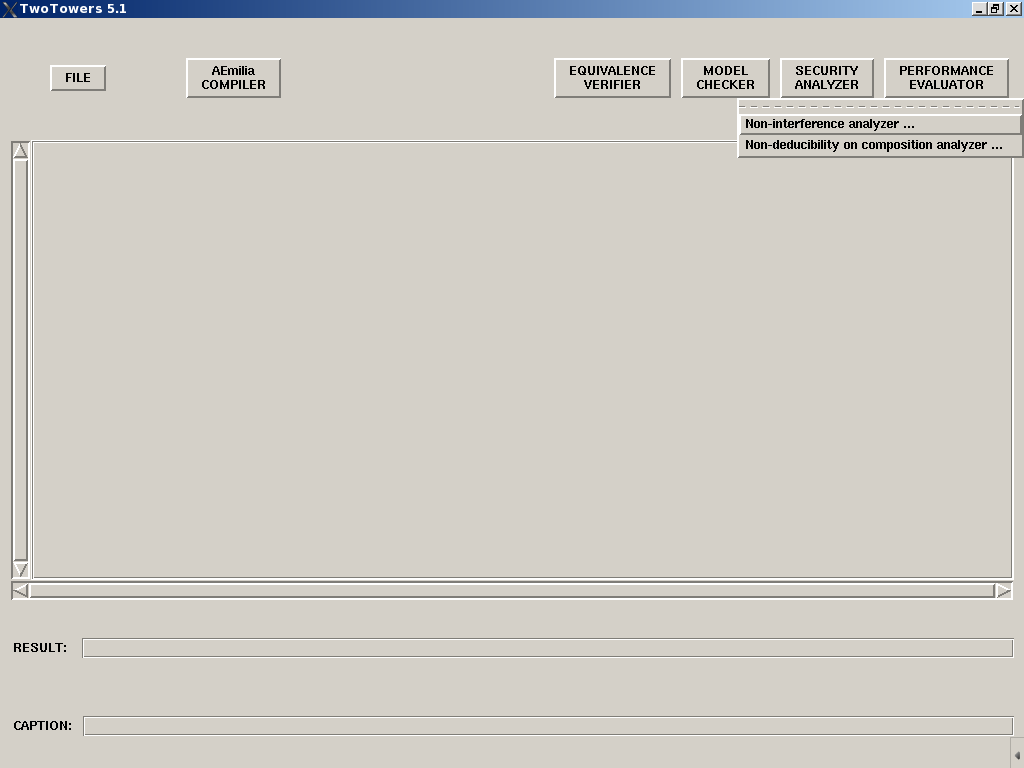 TwoTowers 5.1
FILE
AEmilia
COMPILER
EQUIVALENCE
VERIFIER
MODEL
CHECKER
SECURITY
ANALYZER
PERFORMANCE
EVALUATOR
Non-interference analyzer ...
Non-deducibility on composition analyzer ...
RESULT:
CAPTION: